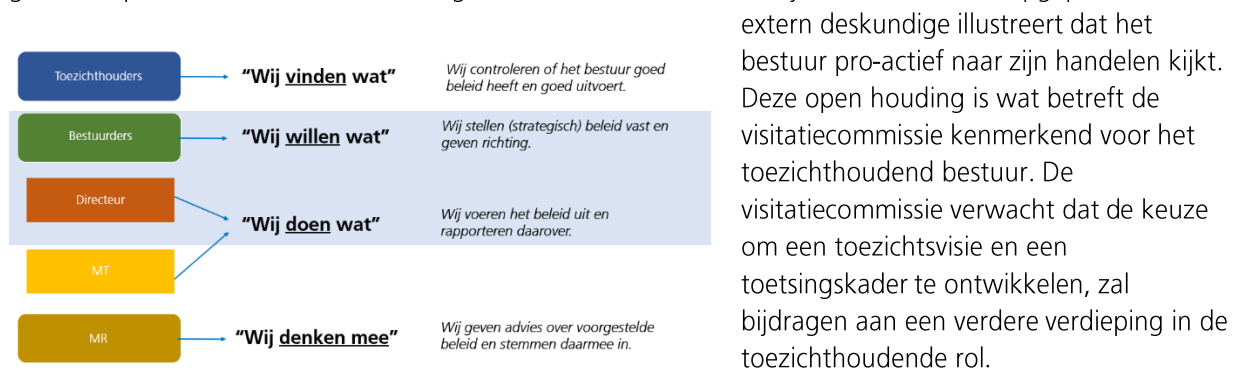 Toezichthouders
“Wij vinden wat”
Wij controleren of het bestuur goed
beleid heeft en goed uitvoert.
Bestuurders
“Wij willen wat”
Wij stellen (strategisch) beleid vast en
geven richting.
Directeur
“Wij doen wat”
Wij voeren het beleid uit en
rapporteren daarover.
MT
MR
“Wij denken mee”
Wij geven advies over voorgestelde
beleid en stemmen daarmee in.
extern deskundige illustreert dat het
bestuur pro-actief naar zijn handelen kijkt.
Deze open houding is wat betreft de
visitatiecommissie kenmerkend voor het
toezichthoudend bestuur. De
visitatiecommissie verwacht dat de keuze
om een toezichtsvisie en een
toetsingskader te ontwikkelen, zal
bijdragen aan een verdere verdieping in de
toezichthoudende rol.